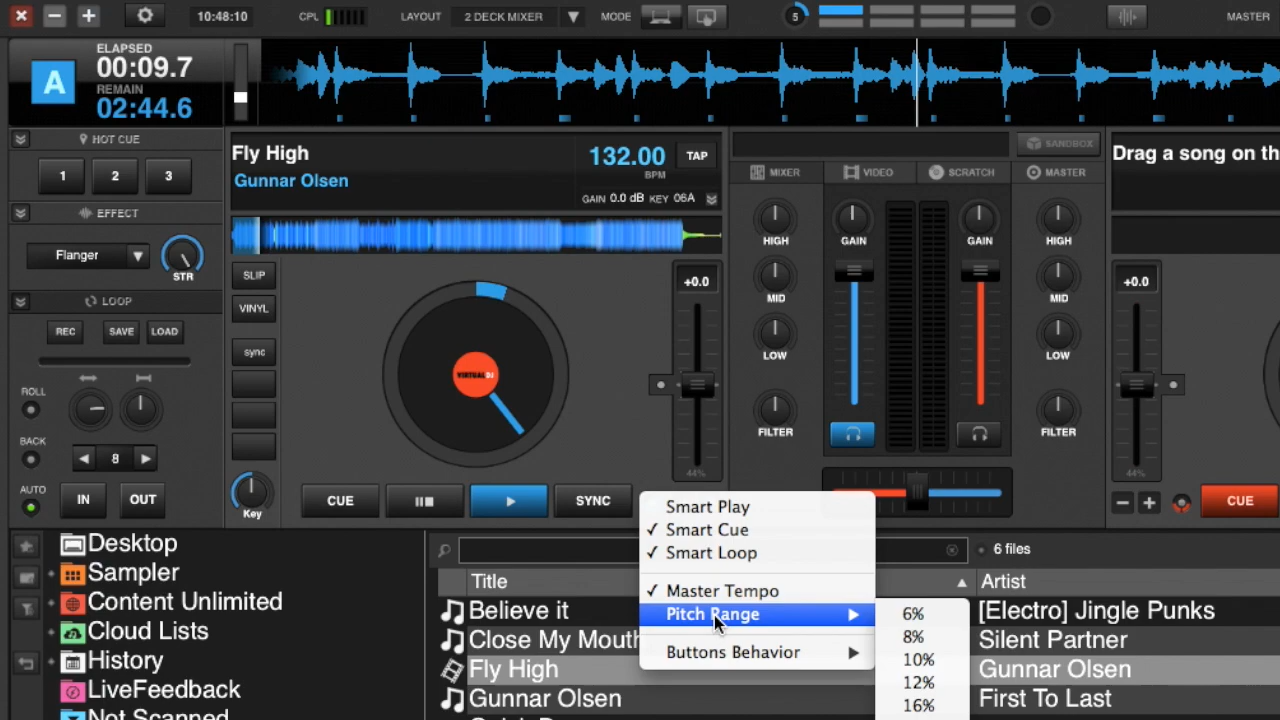 10:48:10
CPL
LAYOUT
2 DECK MIXER
MODE
5
MASTER
A
ELAPSED
00:09.7
REMAIN
02:44.6
HOT CUE
1 2 3
EFFECT
Flanger
STR
LOOP
REC SAVE LOAD
ROLL
BACK
8
AUTO
IN OUT
Fly High
Gunnar Olsen
132.00
BPM
TAP
GAIN 0.0 dB KEY 06A
SLIP
VINYL
sync
Key
VIRTUAL DJ
+0.0
44%
CUE
SYNC
SANDBOX
MIXER
VIDEO
SCRATCH
MASTER
HIGH
MID
LOW
FILTER
GAIN
GAIN
HIGH
MID
LOW
FILTER
Drag a song on th
+0.0
44%
CUE
Smart Play
✓ Smart Cue
✓ Smart Loop
✓ Master Tempo
Pitch Range
Buttons Behavior
6%
8%
10%
12%
16%
Desktop
Sampler
Content Unlimited
Cloud Lists
History
LiveFeedback
Not Scanned
6 files
Title Artist
Believe it [Electro] Jingle Punks
Close My Mouth Silent Partner
Fly High Gunnar Olsen
Gunnar Olsen First To Last